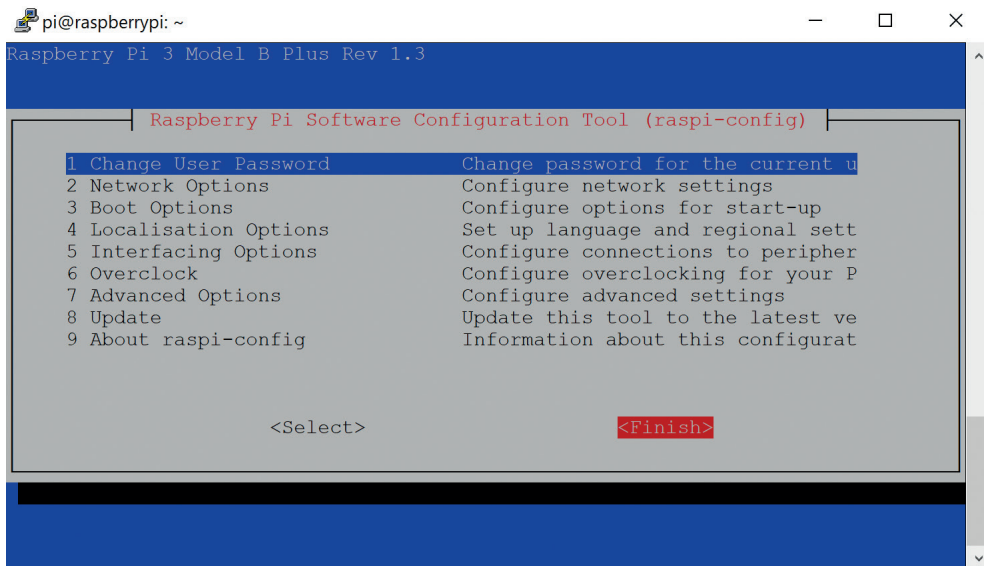 pi@raspberrypi: ~
Raspberry Pi 3 Model B Plus Rev 1.3
Raspberry Pi Software Configuration Tool (raspi-config)
1 Change User Password Change password for the current u
2 Network Options Configure network settings
3 Boot Options Configure options for start-up
4 Localisation Options Set up language and regional sett
5 Interfacing Options Configure connections to peripher
6 Overclock Configure overclocking for your P
7 Advanced Options Configure advanced settings
8 Update Update this tool to the latest ve
9 About raspi-config Information about this configurat
<Select> <Finish>